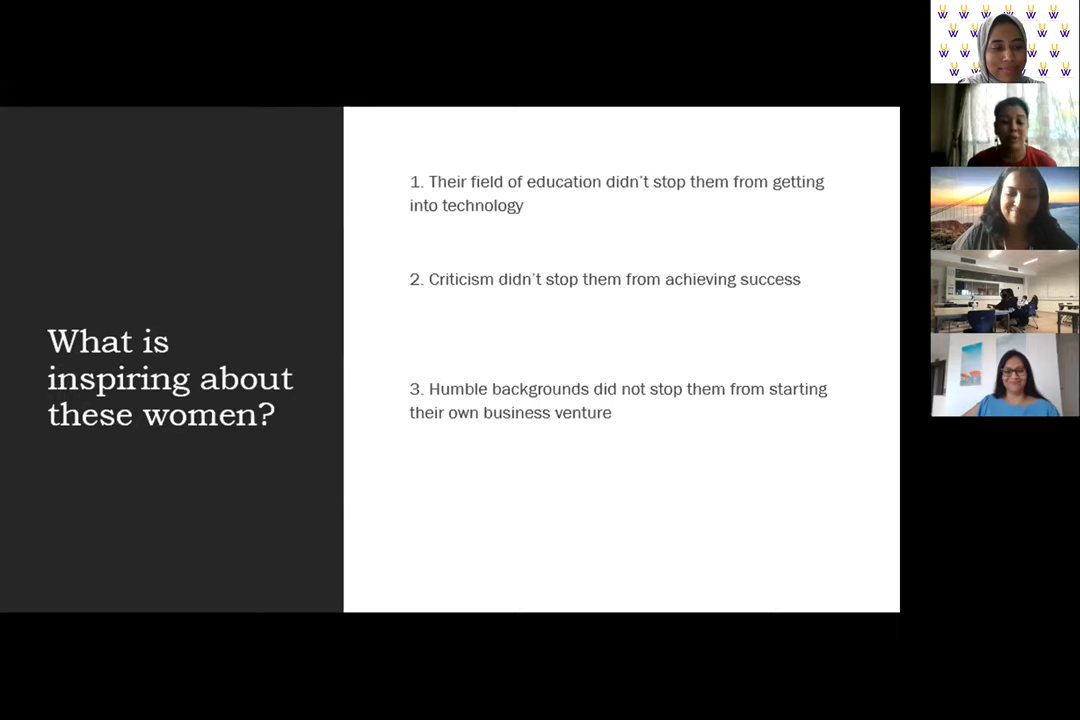 What is
inspiring about
these women?
1. Their field of education didn't stop them from getting
into technology
2. Criticism didn't stop them from achieving success
3. Humble backgrounds did not stop them from starting
their own business venture